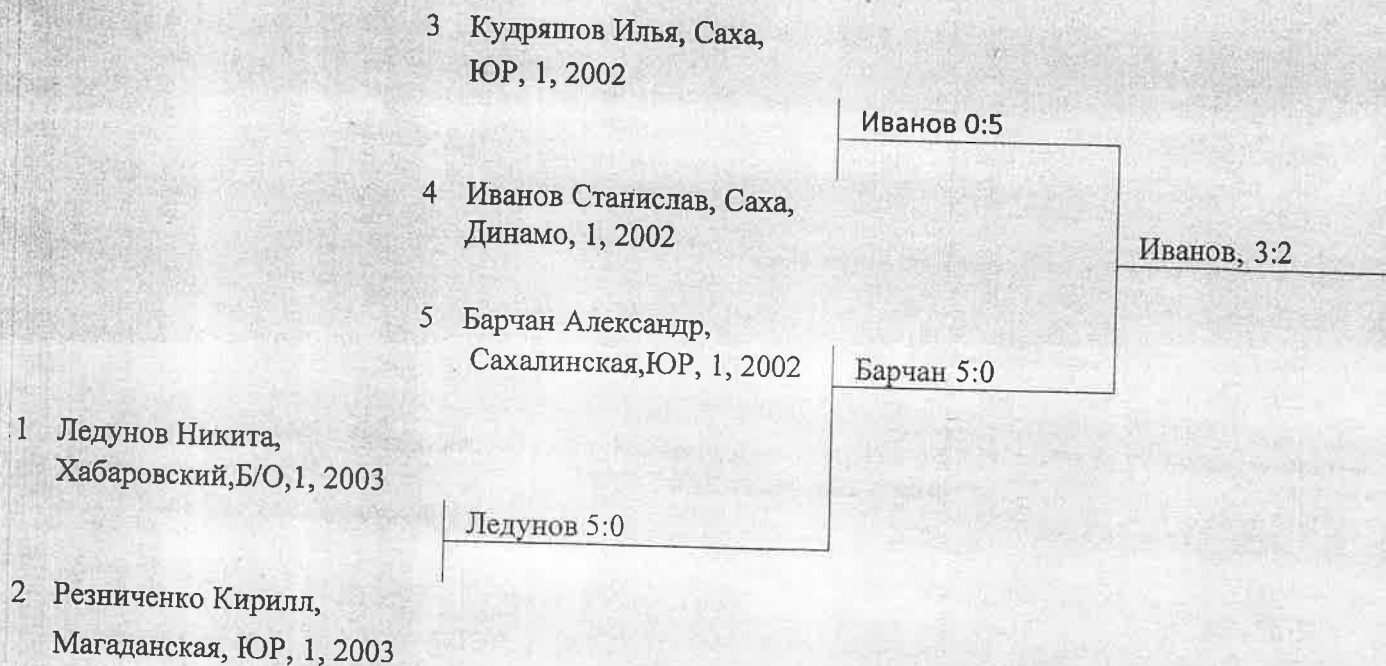 3 Кудряшов Илья, Саха,
ЮР, 1, 2002
Иванов 0:5
4 Иванов Станислав, Саха,
Динамо, 1, 2002
Иванов, 3:2
5 Барчан Александр,
Сахалинская,ЮР, 1, 2002
Барчан 5:0
1 Ледунов Никита,
Хабаровский,Б/О,1, 2003
Ледунов 5:0
2 Резниченко Кирилл,
Магаданская, ЮР, 1, 2003